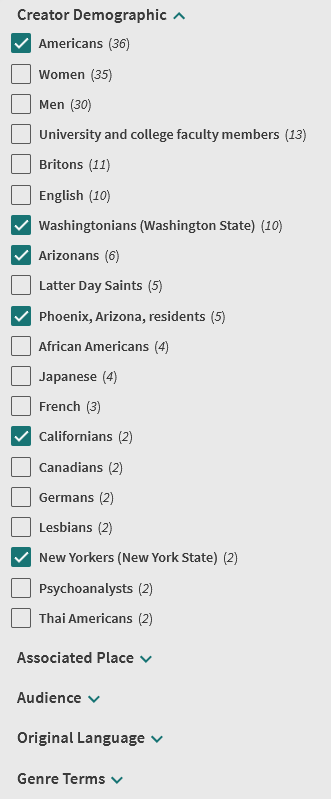 Creator Demographic
Americans (36)
Women (35)
Men (30)
University and college faculty members (13)
Britons (11)
English (10)
Washingtonians (Washington State) (10)
Arizonans (6)
Latter Day Saints (5)
Phoenix, Arizona, residents (5)
African Americans (4)
Japanese (4)
French (3)
Californians (2)
Canadians (2)
Germans (2)
Lesbians (2)
New Yorkers (New York State) (2)
Psychoanalysts (2)
Thai Americans (2)
Associated Place
Audience
Original Language
Genre Terms